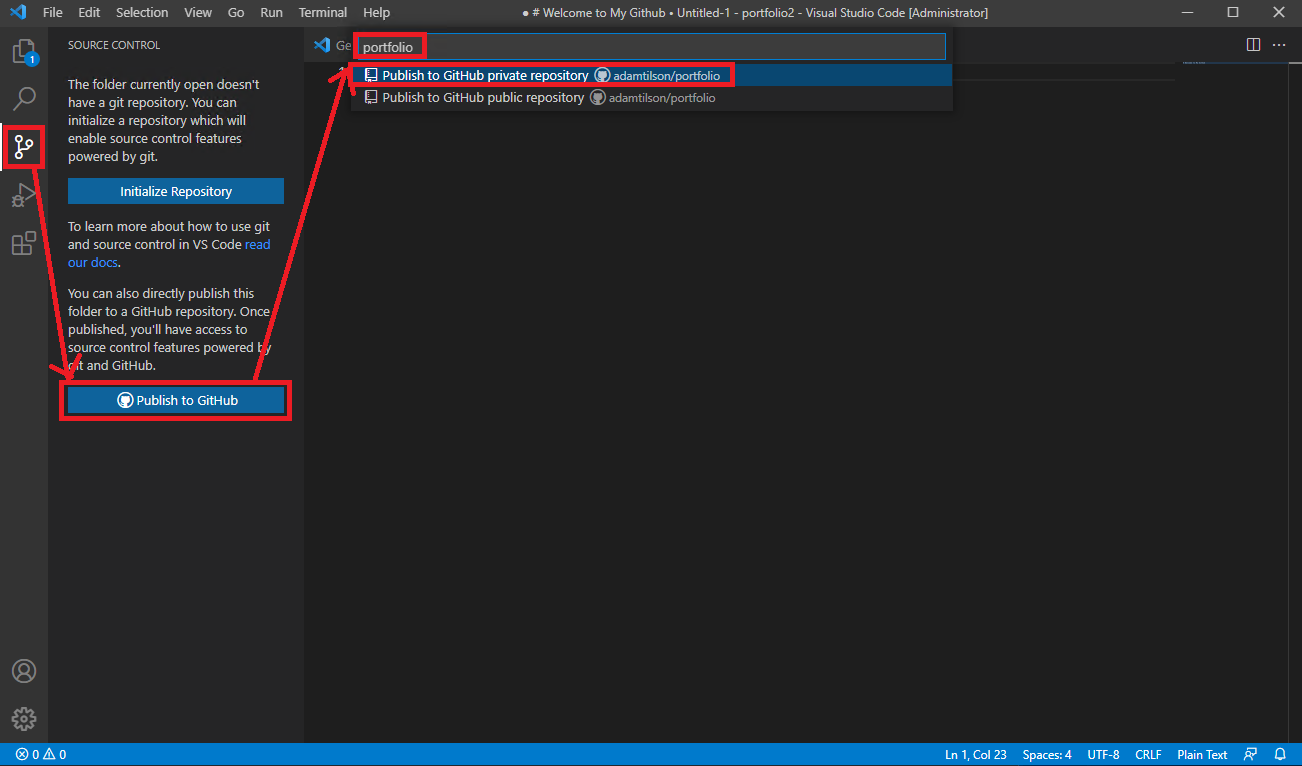 File Edit Selection View Go Run Terminal Help
● # Welcome to My Github • Untitled-1 - portfolio2 - Visual Studio Code [Administrator]
1
SOURCE CONTROL
The folder currently open doesn't
have a git repository. You can
initialize a repository which will
enable source control features
powered by git.
Initialize Repository
To learn more about how to use git
and source control in VS Code read
our docs.
You can also directly publish this
folder to a GitHub repository. Once
published, you'll have access to
source control features powered by
git and GitHub.
Publish to GitHub
Ge
portfolio
1
Publish to GitHub private repository adamtilson/portfolio
Publish to GitHub public repository adamtilson/portfolio
0 0
Ln 1, Col 23 Spaces: 4 UTF-8 CRLF Plain Text